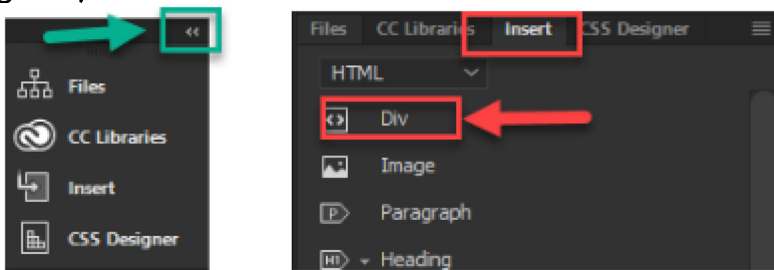 Files
CC Libraries
Insert
CSS Designer
Files CC Libraries Insert CSS Designer
HTML
Div
Image
Paragraph
Heading